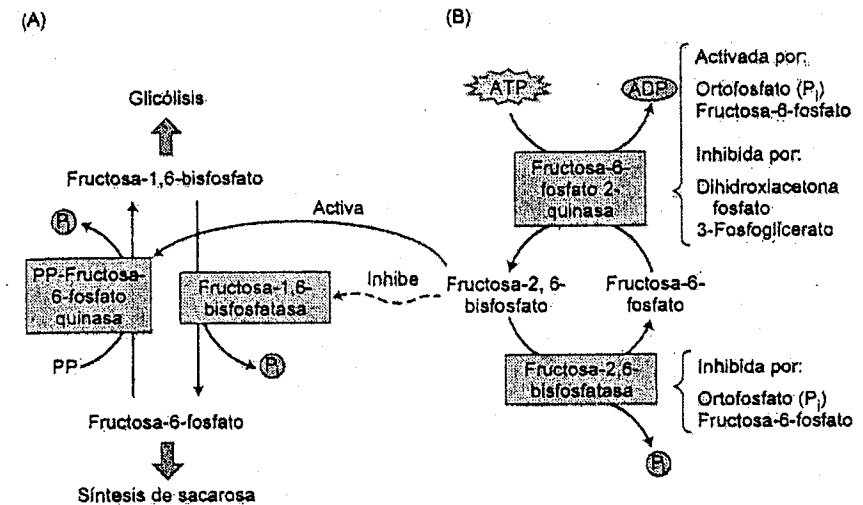 (A)
Glicólisis
Fructosa-1,6-bisfosfato
Pi
Activa
PP-Fructosa-
6-fosfato
quinasa
Fructosa-1,6-
bisfosfatasa
Inhibe
PP
Pi
Fructosa-6-fosfato
Síntesis de sacarosa
(B)
ATP
ADP
Activada por:
Ortofosfato (Pi)
Fructosa-6-fosfato
Inhibida por:
Dihidroxiacetona
fosfato
3-Fosfoglicerato
Fructosa-6-
fosfato 2-
quinasa
Fructosa-2, 6-
bisfosfato
Fructosa-6-
fosfato
Fructosa-2,6-
bisfosfatasa
Inhibida por:
Ortofosfato (Pi)
Fructosa-6-fosfato
Pi